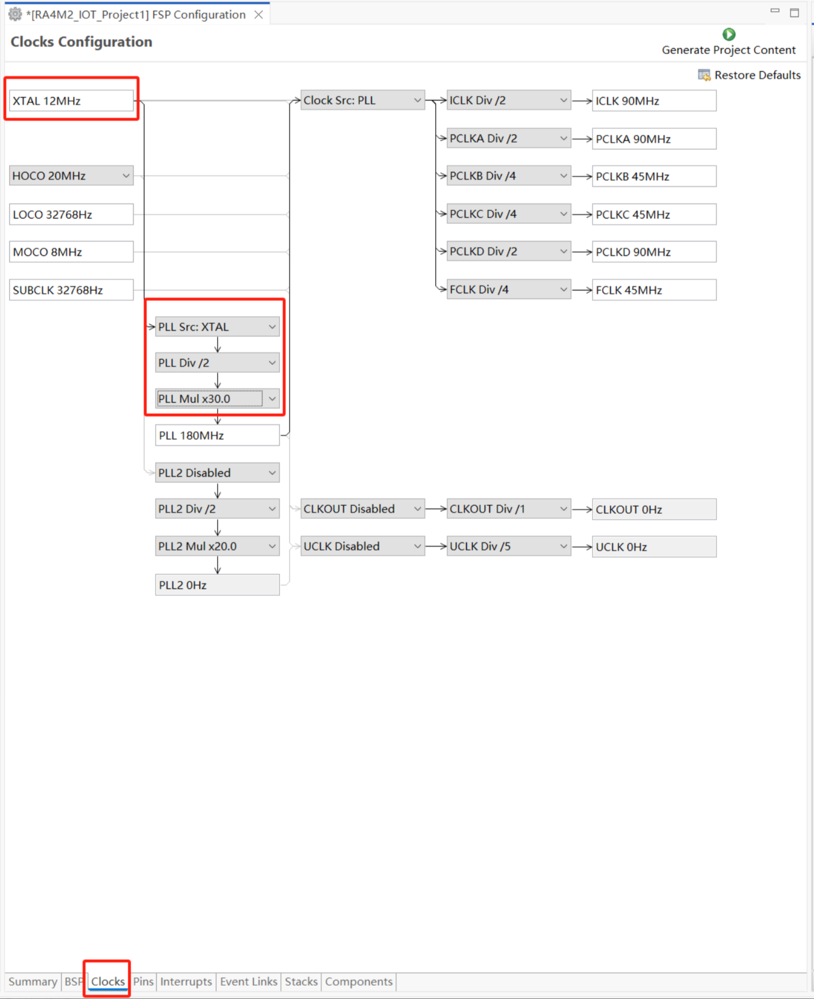 *[RA4M2_IOT_Project1] FSP Configuration
Clocks Configuration
Generate Project Content
Restore Defaults
XTAL 12MHz
Clock Src: PLL
ICLK Div /2
ICLK 90MHz
PCLKA Div /2
PCLKA 90MHz
HOCO 20MHz
PCLKB Div /4
PCLKB 45MHz
LOCO 32768Hz
PCLKC Div /4
PCLKC 45MHz
MOCO 8MHz
PCLKD Div /2
PCLKD 90MHz
SUBCLK 32768Hz
FCLK Div /4
FCLK 45MHz
PLL Src: XTAL
PLL Div /2
PLL Mul x30.0
PLL 180MHz
PLL2 Disabled
PLL2 Div /2
CLKOUT Disabled
CLKOUT Div /1
CLKOUT 0Hz
PLL2 Mul x20.0
UCLK Disabled
UCLK Div /5
UCLK 0Hz
PLL2 0Hz
Summary BSP Clocks Pins Interrupts Event Links Stacks Components